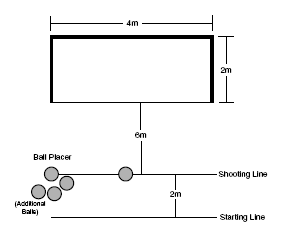 4m
2m
6m
Ball Placer
Shooting Line
2m
(Additional
Balls)
Starting Line